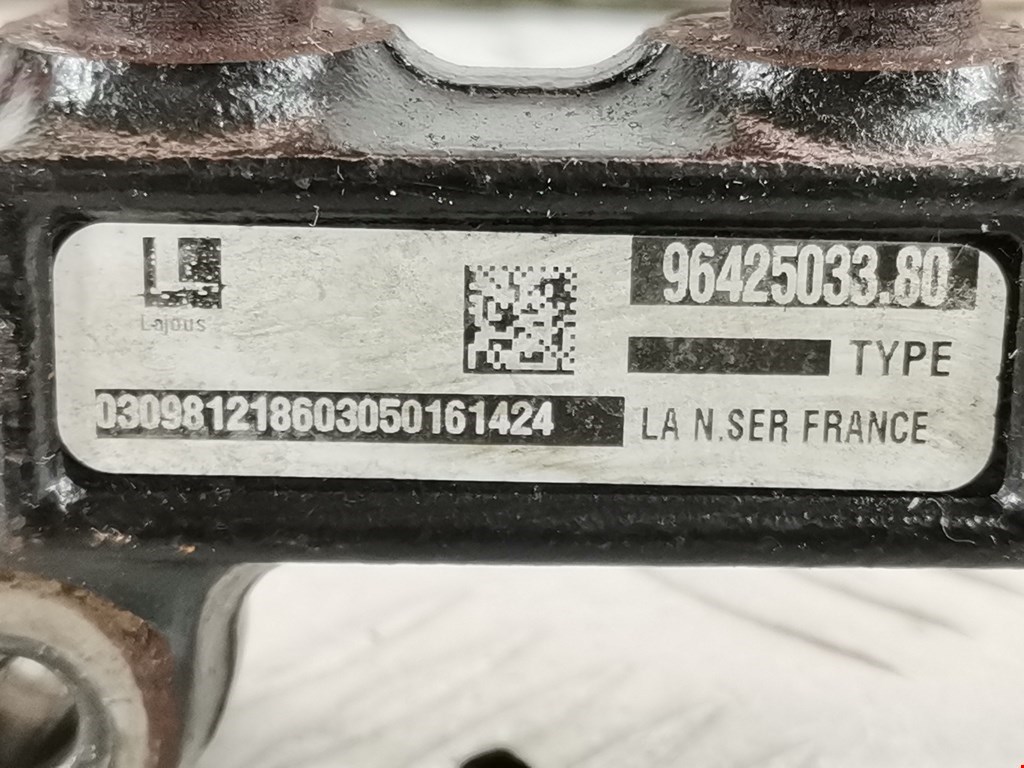 Lajous
96425033.80
TYPE
030981218603050161424
LA N.SER FRANCE